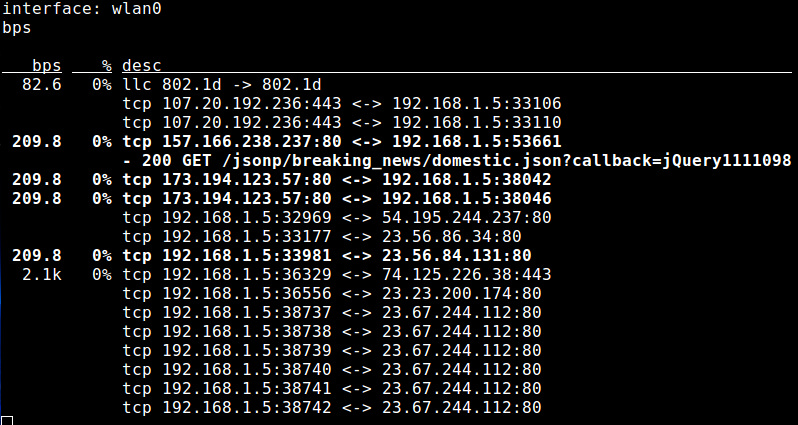 interface: wlan0
bps
bps % desc
82.6 0% llc 802.1d -> 802.1d
tcp 107.20.192.236:443 <-> 192.168.1.5:33106
tcp 107.20.192.236:443 <-> 192.168.1.5:33110
209.8 0% tcp 157.166.238.237:80 <-> 192.168.1.5:53661
- 200 GET /jsonp/breaking_news/domestic.json?callback=jQuery1111098
209.8 0% tcp 173.194.123.57:80 <-> 192.168.1.5:38042
209.8 0% tcp 173.194.123.57:80 <-> 192.168.1.5:38046
tcp 192.168.1.5:32969 <-> 54.195.244.237:80
tcp 192.168.1.5:33177 <-> 23.56.86.34:80
209.8 0% tcp 192.168.1.5:33981 <-> 23.56.84.131:80
2.1k 0% tcp 192.168.1.5:36329 <-> 74.125.226.38:443
tcp 192.168.1.5:36556 <-> 23.23.200.174:80
tcp 192.168.1.5:38737 <-> 23.67.244.112:80
tcp 192.168.1.5:38738 <-> 23.67.244.112:80
tcp 192.168.1.5:38739 <-> 23.67.244.112:80
tcp 192.168.1.5:38740 <-> 23.67.244.112:80
tcp 192.168.1.5:38741 <-> 23.67.244.112:80
tcp 192.168.1.5:38742 <-> 23.67.244.112:80